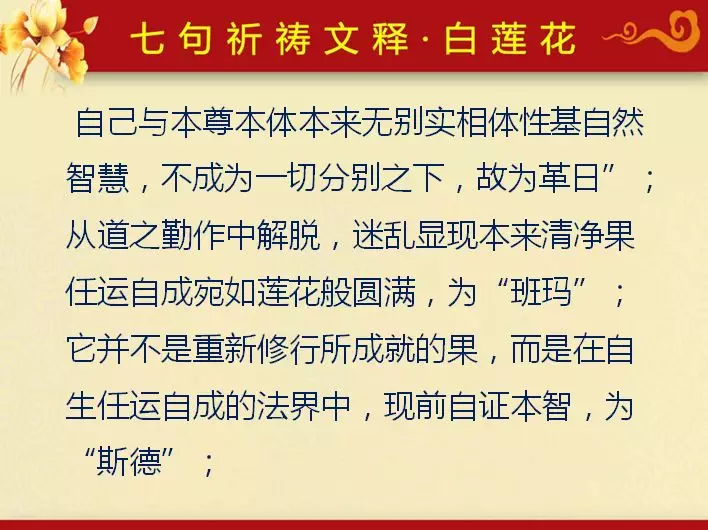 七句祈祷文释·白莲花
自己与本尊本体本来无别实相体性基自然
智慧，不成为一切分别之下，故为革日”；
从道之勤作中解脱，迷乱显现本来清净果
任运自成宛如莲花般圆满，为“班玛”；
它并不是重新修行所成就的果，而是在自
生任运自成的法界中，现前自证本智，为
“斯德”；